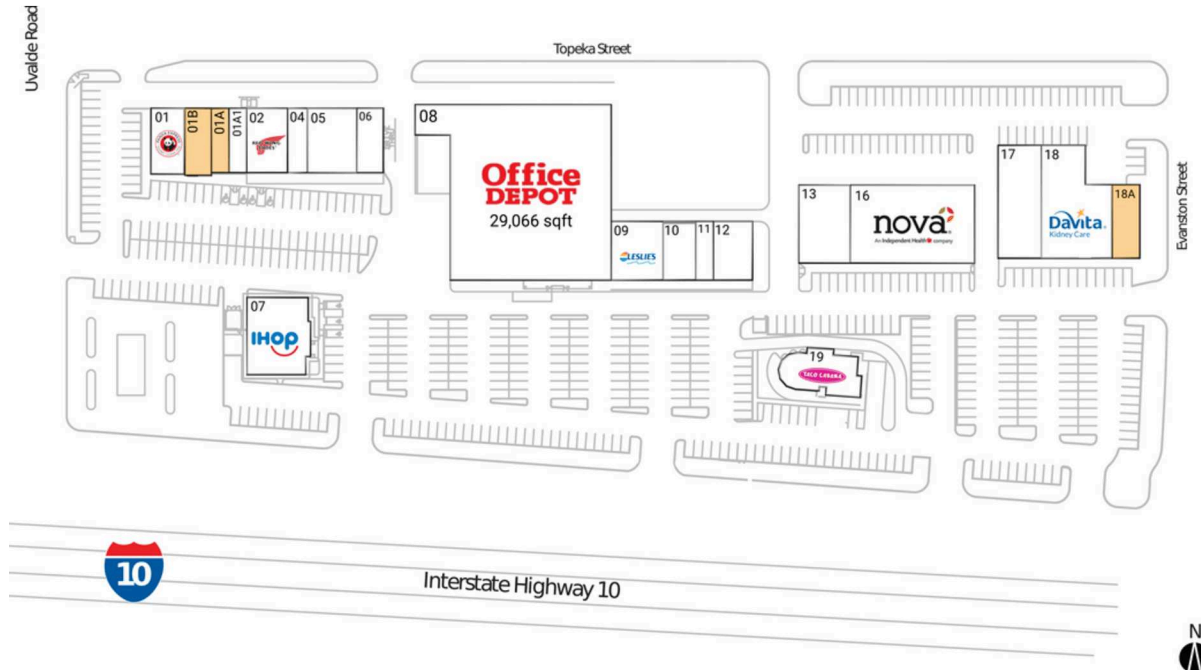 Uvalde Road
Topeka Street
01
01B
01A
01A1
02
04
05
06
08
Office
DEPOT
29,066 sqft
09
LESLIE'S
10
11
12
13
16
nova
An Independent Health company
17
18
DaVita
Kidney Care
18A
Evanston Street
07
IHOP
19
TACO CABANA
10
Interstate Highway 10
N